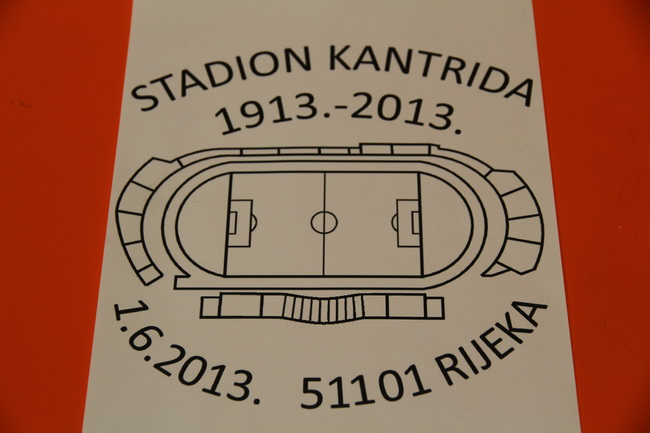 STADION KANTRIDA
1913.-2013.
1.6.2013. 51101 RIJEKA